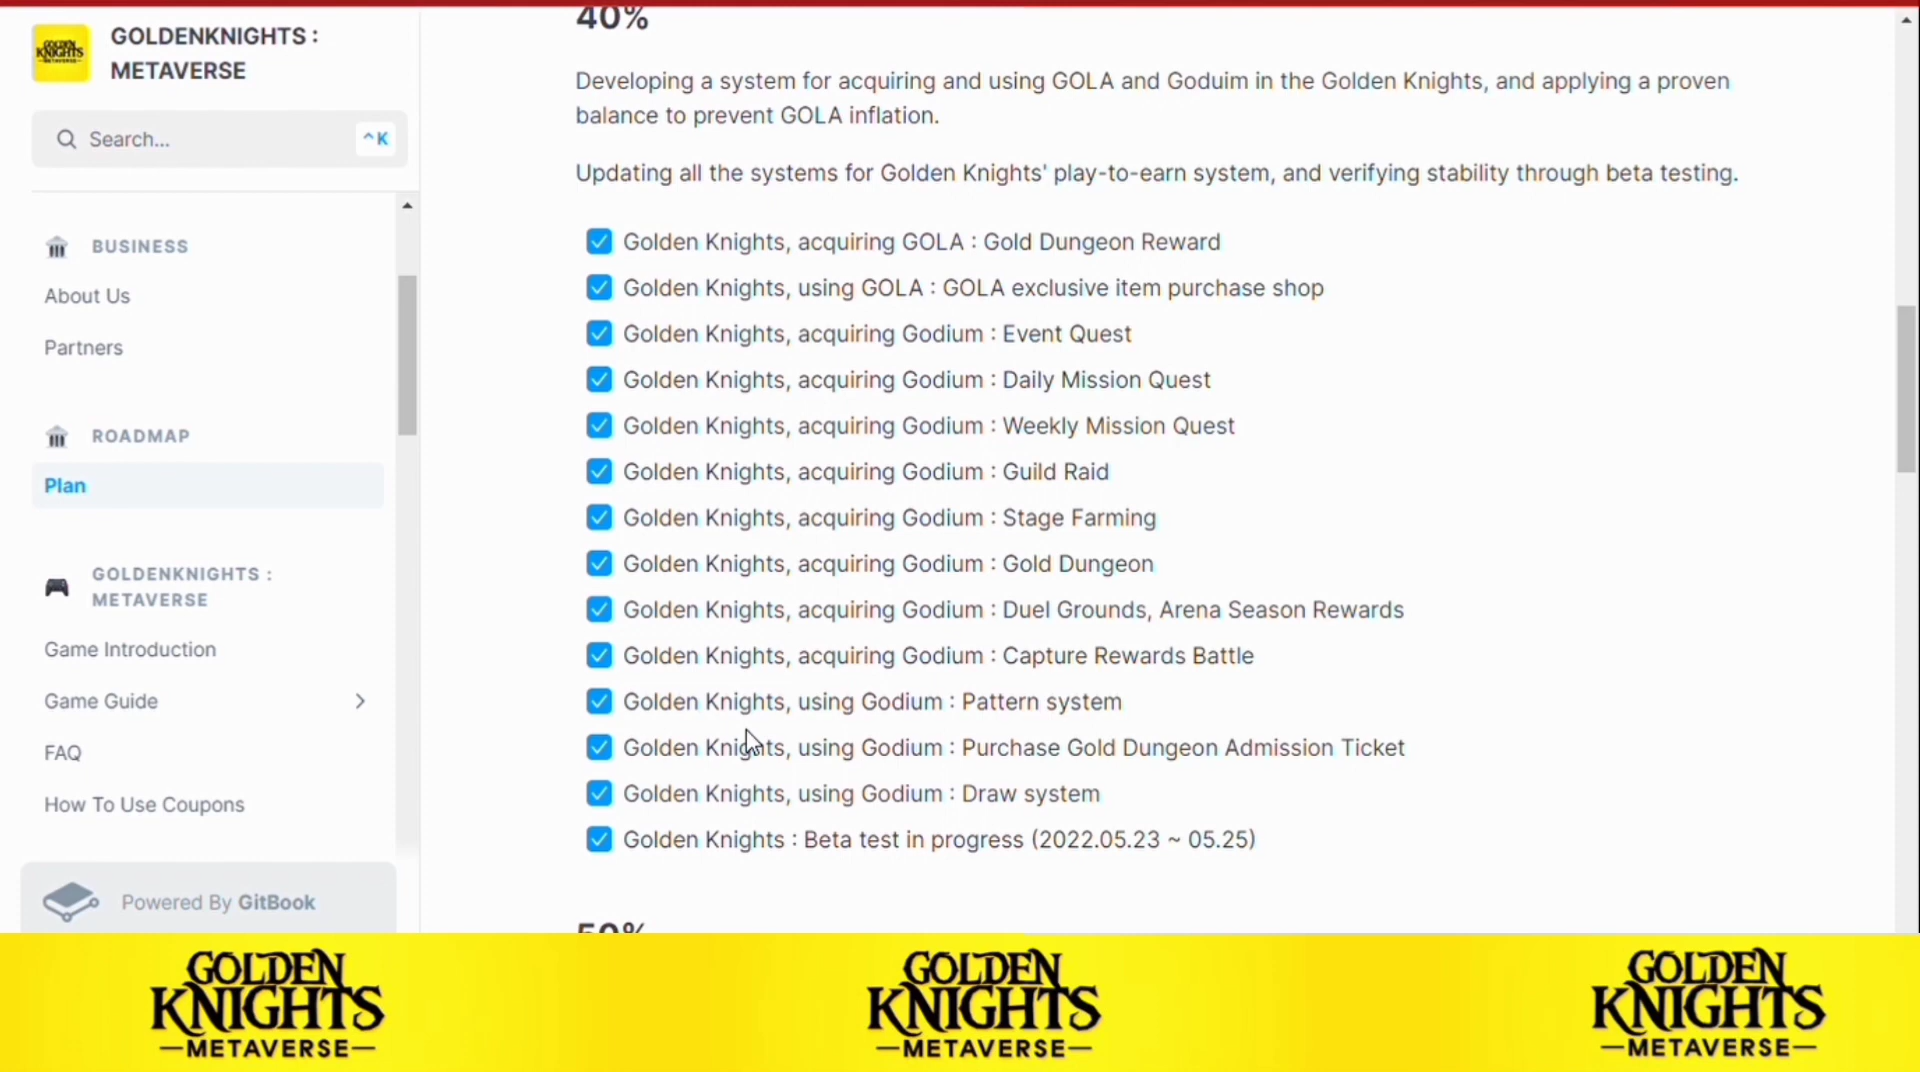 GOLDEN
KNIGHTS
METAVERSE
GOLDENKNIGHTS :
METAVERSE
Search...
^K
BUSINESS
About Us
Partners
ROADMAP
Plan
GOLDENKNIGHTS :
METAVERSE
Game Introduction
Game Guide
FAQ
How To Use Coupons
Powered By GitBook
40%
Developing a system for acquiring and using GOLA and Goduim in the Golden Knights, and applying a proven
balance to prevent GOLA inflation.
Updating all the systems for Golden Knights' play-to-earn system, and verifying stability through beta testing.
Golden Knights, acquiring GOLA : Gold Dungeon Reward
Golden Knights, using GOLA : GOLA exclusive item purchase shop
Golden Knights, acquiring Godium : Event Quest
Golden Knights, acquiring Godium : Daily Mission Quest
Golden Knights, acquiring Godium : Weekly Mission Quest
Golden Knights, acquiring Godium : Guild Raid
Golden Knights, acquiring Godium : Stage Farming
Golden Knights, acquiring Godium : Gold Dungeon
Golden Knights, acquiring Godium : Duel Grounds, Arena Season Rewards
Golden Knights, acquiring Godium : Capture Rewards Battle
Golden Knights, using Godium : Pattern system
Golden Knights, using Godium : Purchase Gold Dungeon Admission Ticket
Golden Knights, using Godium : Draw system
Golden Knights : Beta test in progress (2022.05.23 ~ 05.25)
50%
GOLDEN
KNIGHTS
METAVERSE
GOLDEN
KNIGHTS
METAVERSE
GOLDEN
KNIGHTS
METAVERSE